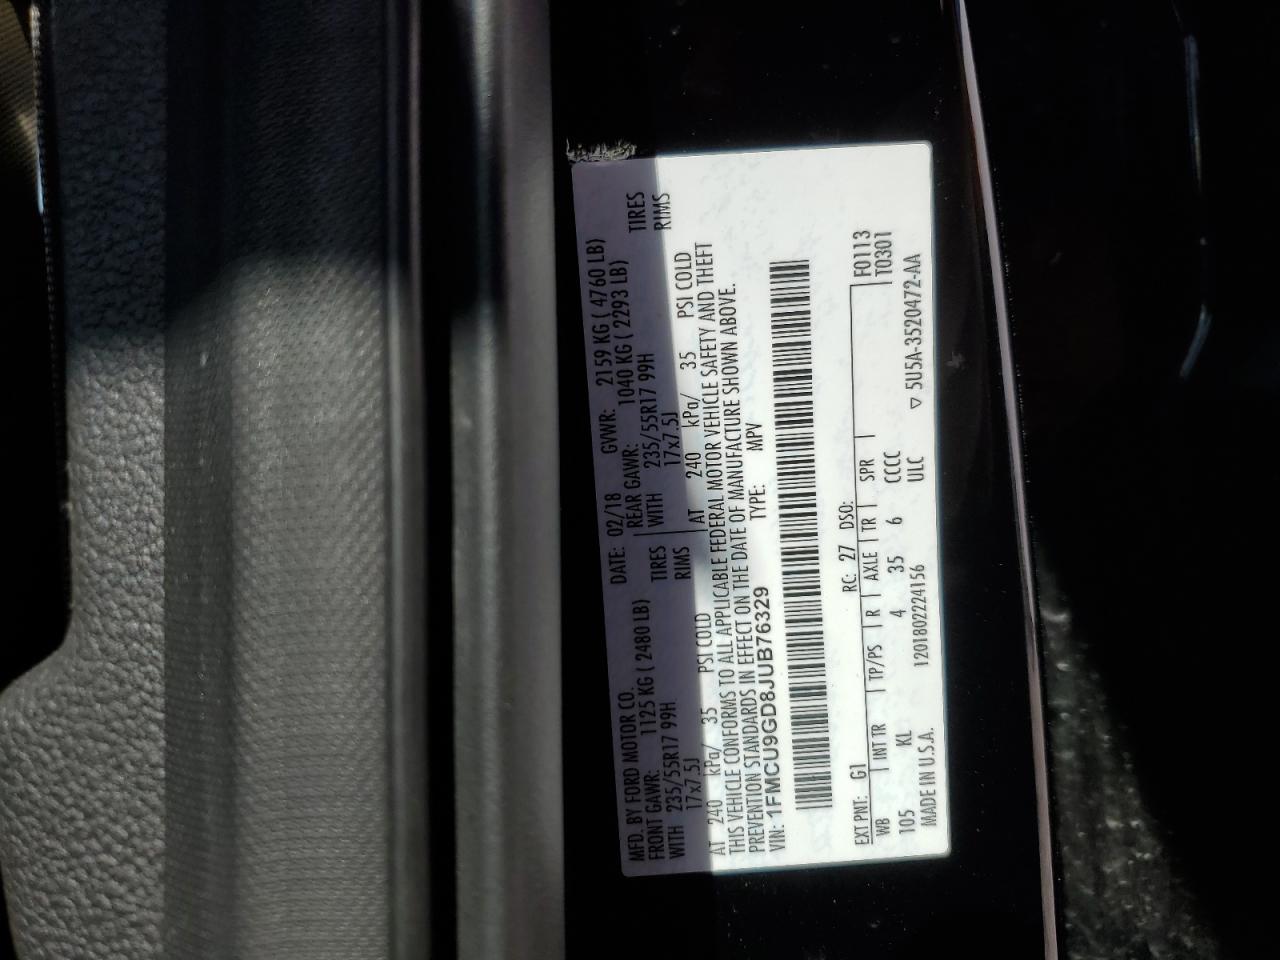 MFD. BY FORD MOTOR CO.
DATE: 02/18 GVWR: 2159 KG ( 4760 LB)
FRONT GAWR: 1125 KG ( 2480 LB) REAR GAWR: 1040 KG ( 2293 LB)
WITH 235/55R17 99H TIRES WITH 235/55R17 99H TIRES
17x7.5J RIMS 17x7.5J RIMS
AT 240 kPa/ 35 PSI COLD AT 240 kPa/ 35 PSI COLD
THIS VEHICLE CONFORMS TO ALL APPLICABLE FEDERAL MOTOR VEHICLE SAFETY AND THEFT
PREVENTION STANDARDS IN EFFECT ON THE DATE OF MANUFACTURE SHOWN ABOVE.
VIN: 1FMCU9GD8JUB76329 TYPE: MPV
EXT PNT: G1 RC: 27 DSO: F0113
WB INT TR TP/PS R AXLE TR SPR T0301
105 KL 4 35 6 CCCC
MADE IN U.S.A. 1201802224156 ULC ▽ 5U5A-3520472-AA